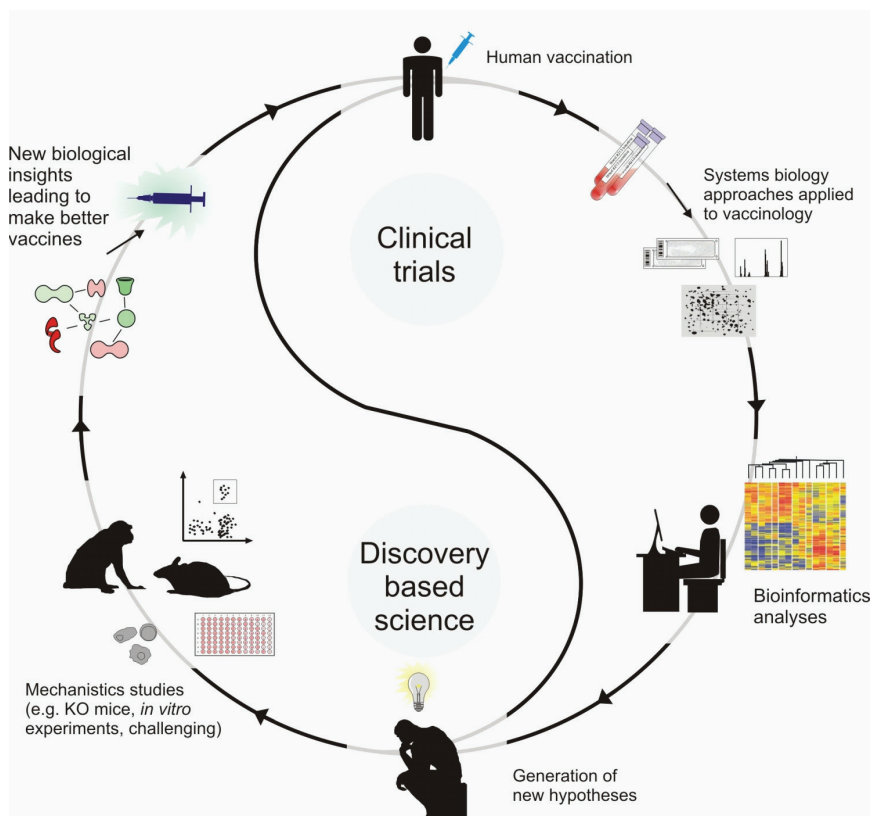 Human vaccination
New biological
insights
leading to
make better
vaccines
Systems biology
approaches applied
to vaccinology
Clinical
trials
Discovery
based
science
Bioinformatics
analyses
Mechanistics studies
(e.g. KO mice, in vitro
experiments, challenging)
Generation of
new hypotheses